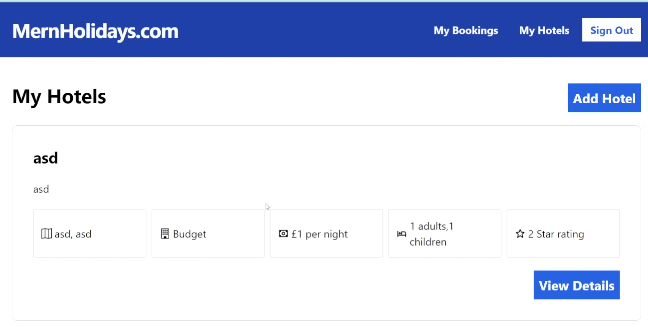 MernHolidays.com
My Bookings My Hotels Sign Out
My Hotels
Add Hotel
asd
asd
asd, asd
Budget
£1 per night
1 adults,1
children
2 Star rating
View Details